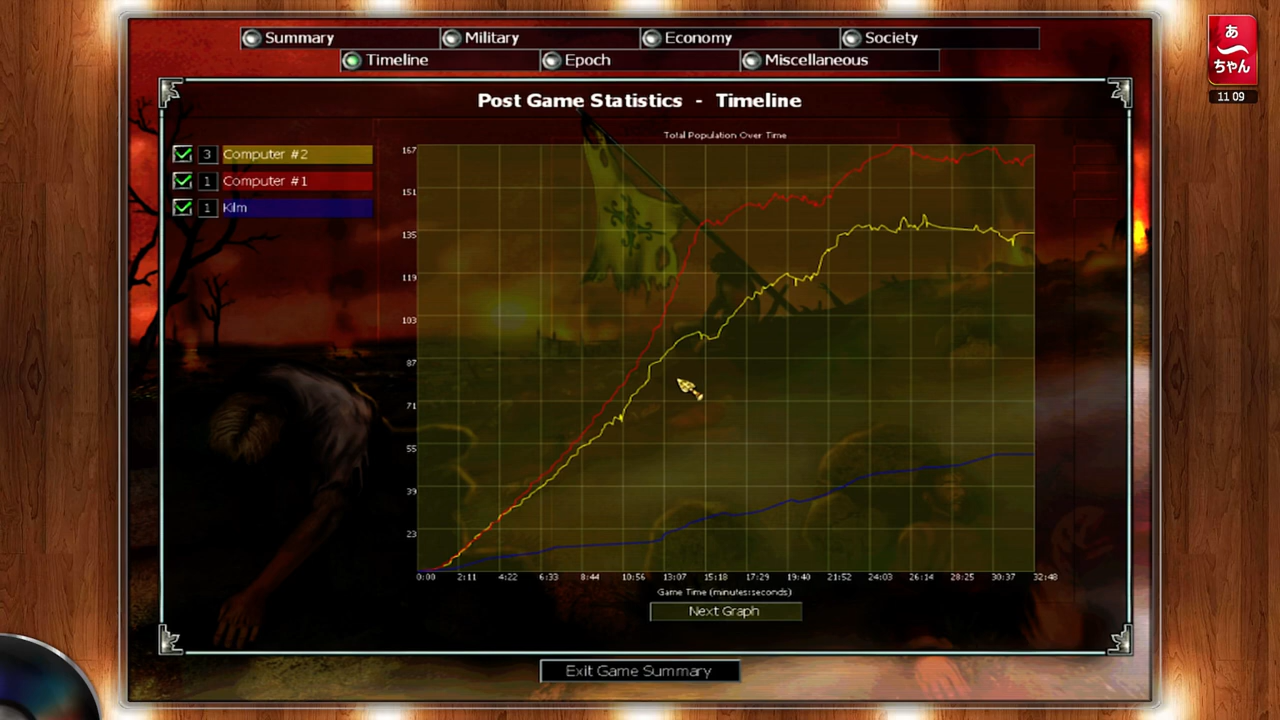 Summary
Military
Economy
Society
Timeline
Epoch
Miscellaneous
あ
ー
ちゃん
11 09
Post Game Statistics - Timeline
Total Population Over Time
3 Computer #2
1 Computer #1
1 Kilm
167
151
135
119
103
87
71
55
39
23
0:00 2:11 4:22 6:33 8:44 10:56 13:07 15:18 17:29 19:40 21:52 24:03 26:14 28:25 30:37 32:48
Game Time (minutes:seconds)
Next Graph
Exit Game Summary